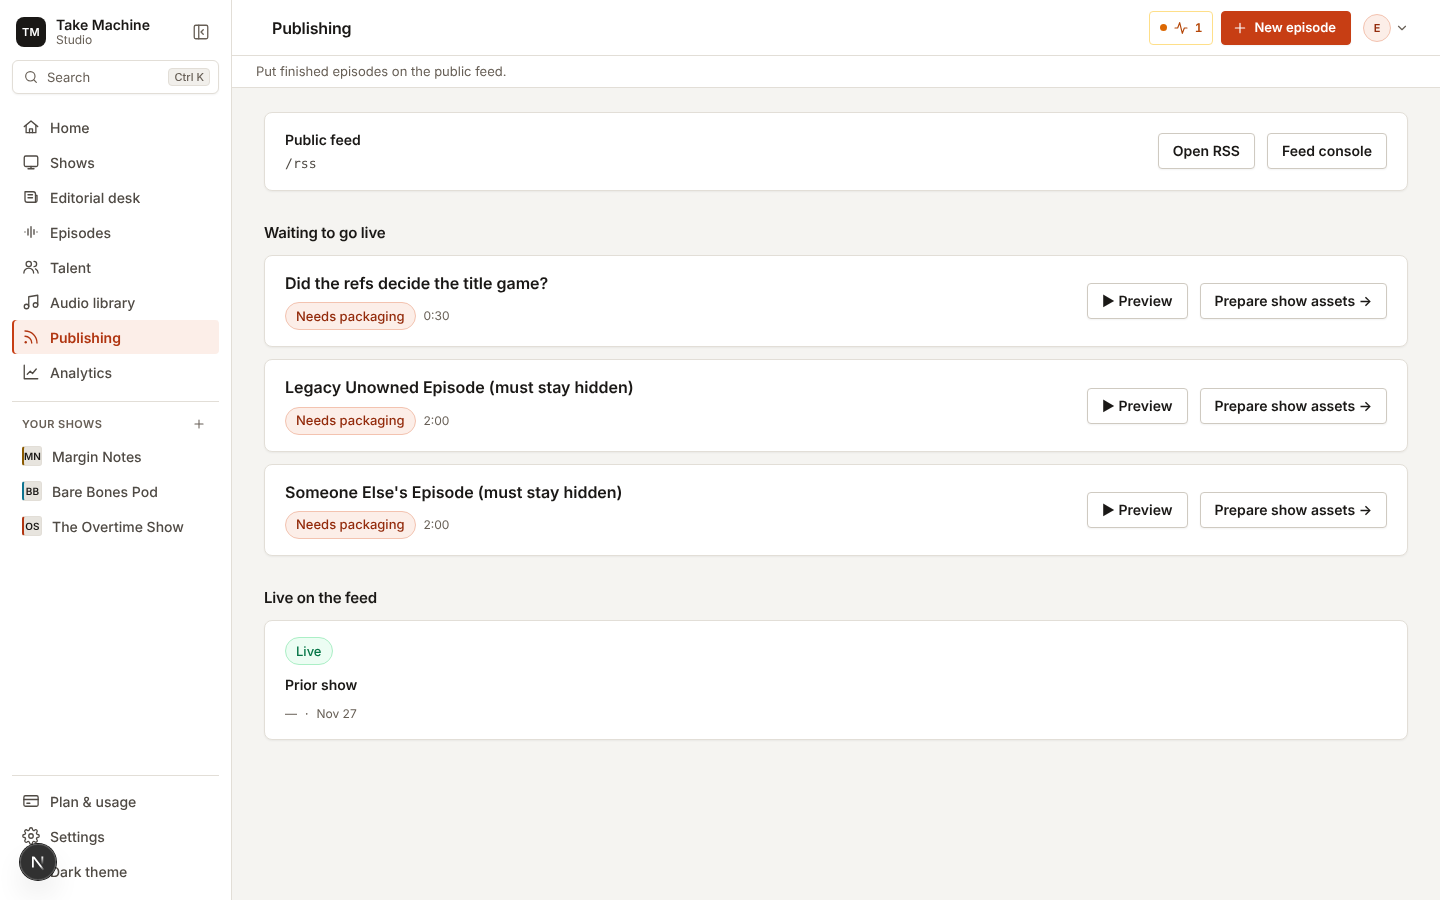 TM
Take Machine
Studio
Search
Ctrl K
Home
Shows
Editorial desk
Episodes
Talent
Audio library
Publishing
Analytics
YOUR SHOWS
MN Margin Notes
BB Bare Bones Pod
OS The Overtime Show
Plan & usage
Settings
N
Dark theme
Publishing
1
+ New episode
E
Put finished episodes on the public feed.
Public feed
/rss
Open RSS
Feed console
Waiting to go live
Did the refs decide the title game?
Needs packaging 0:30
▶ Preview
Prepare show assets →
Legacy Unowned Episode (must stay hidden)
Needs packaging 2:00
▶ Preview
Prepare show assets →
Someone Else's Episode (must stay hidden)
Needs packaging 2:00
▶ Preview
Prepare show assets →
Live on the feed
Live
Prior show
— · Nov 27